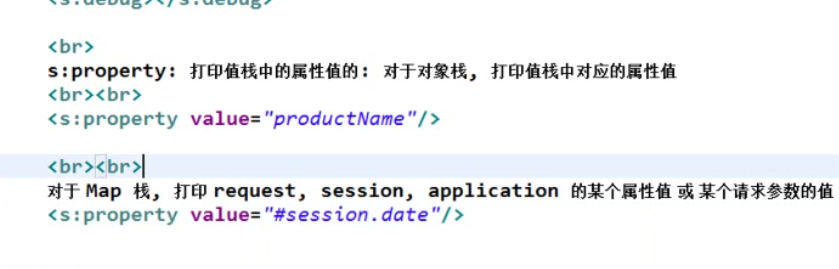 <s:debug></s:debug>
<br>
s:property: 打印值栈中的属性值的: 对于对象栈, 打印值栈中对应的属性值
<br><br>
<s:property value="productName"/>
<br><br>
对于 Map 栈, 打印 request, session, application 的某个属性值 或 某个请求参数的值
<s:property value="#session.date"/>